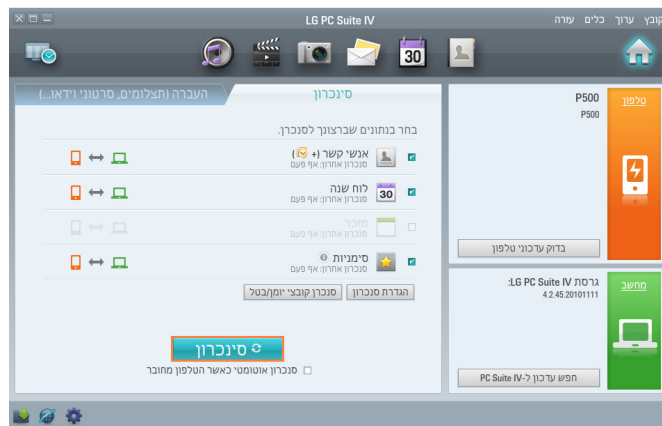 LG PC Suite IV
קובץ ערוך כלים עזרה
30
טלפון
P500
P500
בדוק עדכוני טלפון
מחשב
גרסת LG PC Suite IV:
4.2.45.20101111
חפש עדכון ל-PC Suite IV
סינכרון
העברה (תצלומים, סרטוני וידאו...)
בחר בנתונים שברצונך לסנכרן.
אנשי קשר (+ )
סנכרון אחרון: אף פעם
לוח שנה
סנכרון אחרון: אף פעם
30
מזכר
סנכרון אחרון: אף פעם
סימניות
סנכרון אחרון: אף פעם
הגדרת סנכרון
סנכרן קובצי יומן/בטל
סינכרון
סנכרון אוטומטי כאשר הטלפון מחובר